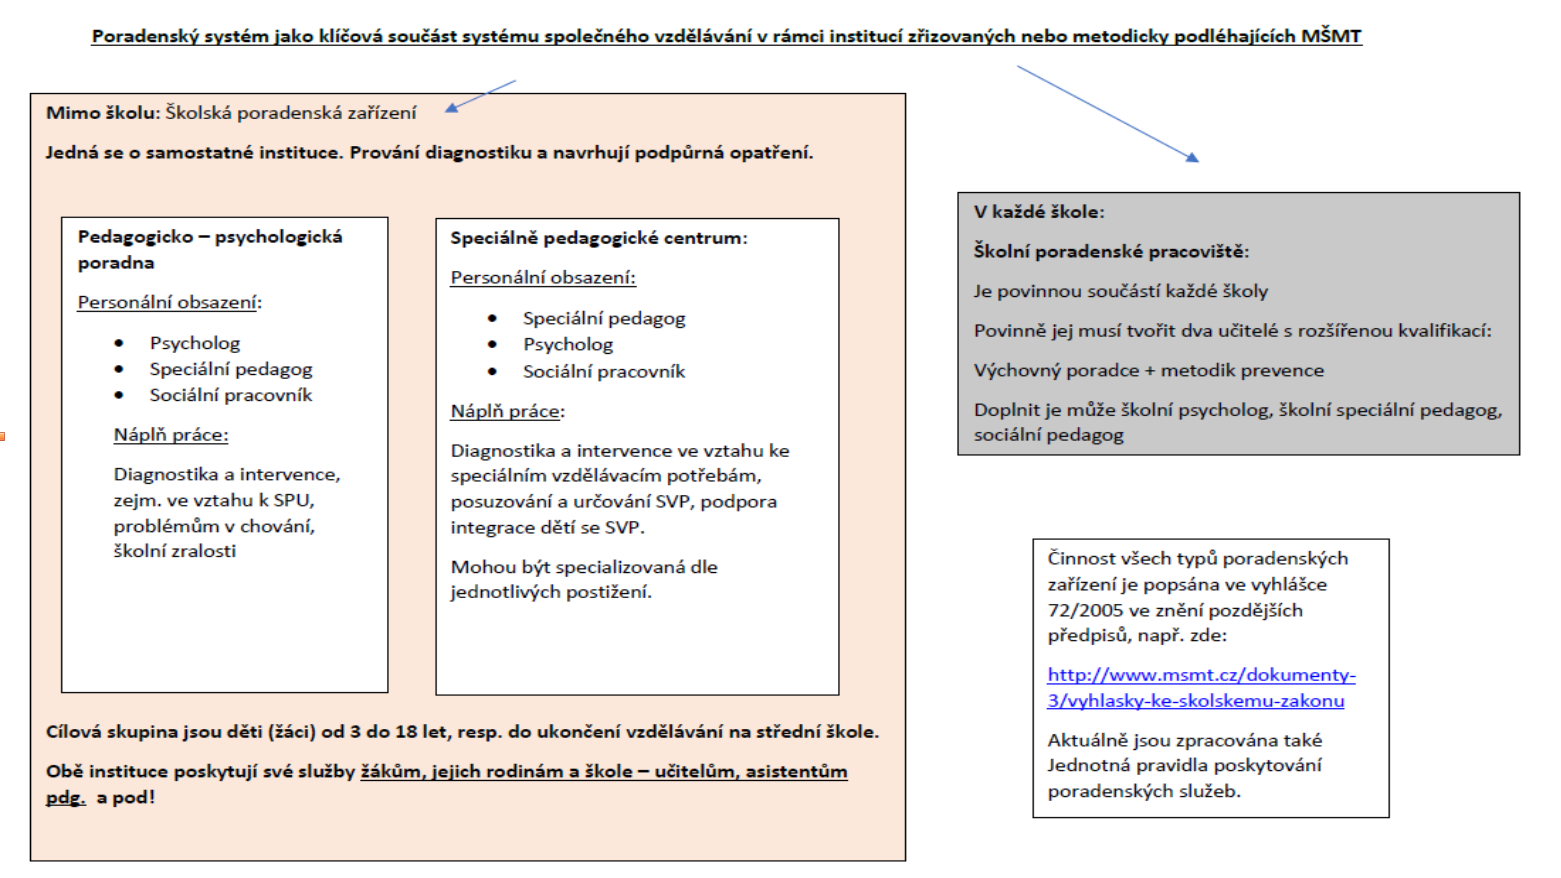 Poradenský systém jako klíčová součást systému společného vzdělávání v rámci institucí zřizovaných nebo metodicky podléhajících MŠMT
Mimo školu: Školská poradenská zařízení
Jedná se o samostatné instituce. Prování diagnostiku a navrhují podpůrná opatření.
Pedagogicko – psychologická
poradna
Personální obsazení:
• Psycholog
• Speciální pedagog
• Sociální pracovník
Náplň práce:
Diagnostika a intervence,
zejm. ve vztahu k SPU,
problémům v chování,
školní zralosti
Speciálně pedagogické centrum:
Personální obsazení:
• Speciální pedagog
• Psycholog
• Sociální pracovník
Náplň práce:
Diagnostika a intervence ve vztahu ke
speciálním vzdělávacím potřebám,
posuzování a určování SVP, podpora
integrace dětí se SVP.
Mohou být specializovaná dle
jednotlivých postižení.
Cílová skupina jsou děti (žáci) od 3 do 18 let, resp. do ukončení vzdělávání na střední škole.
Obě instituce poskytují své služby žákům, jejich rodinám a škole – učitelům, asistentům
pdg. a pod!
V každé škole:
Školní poradenské pracoviště:
Je povinnou součástí každé školy
Povinně jej musí tvořit dva učitelé s rozšířenou kvalifikací:
Výchovný poradce + metodik prevence
Doplnit je může školní psycholog, školní speciální pedagog,
sociální pedagog
Činnost všech typů poradenských
zařízení je popsána ve vyhlášce
72/2005 ve znění pozdějších
předpisů, např. zde:
http://www.msmt.cz/dokumenty-
3/vyhlasky-ke-skolskemu-zakonu
Aktuálně jsou zpracována také
Jednotná pravidla poskytování
poradenských služeb.